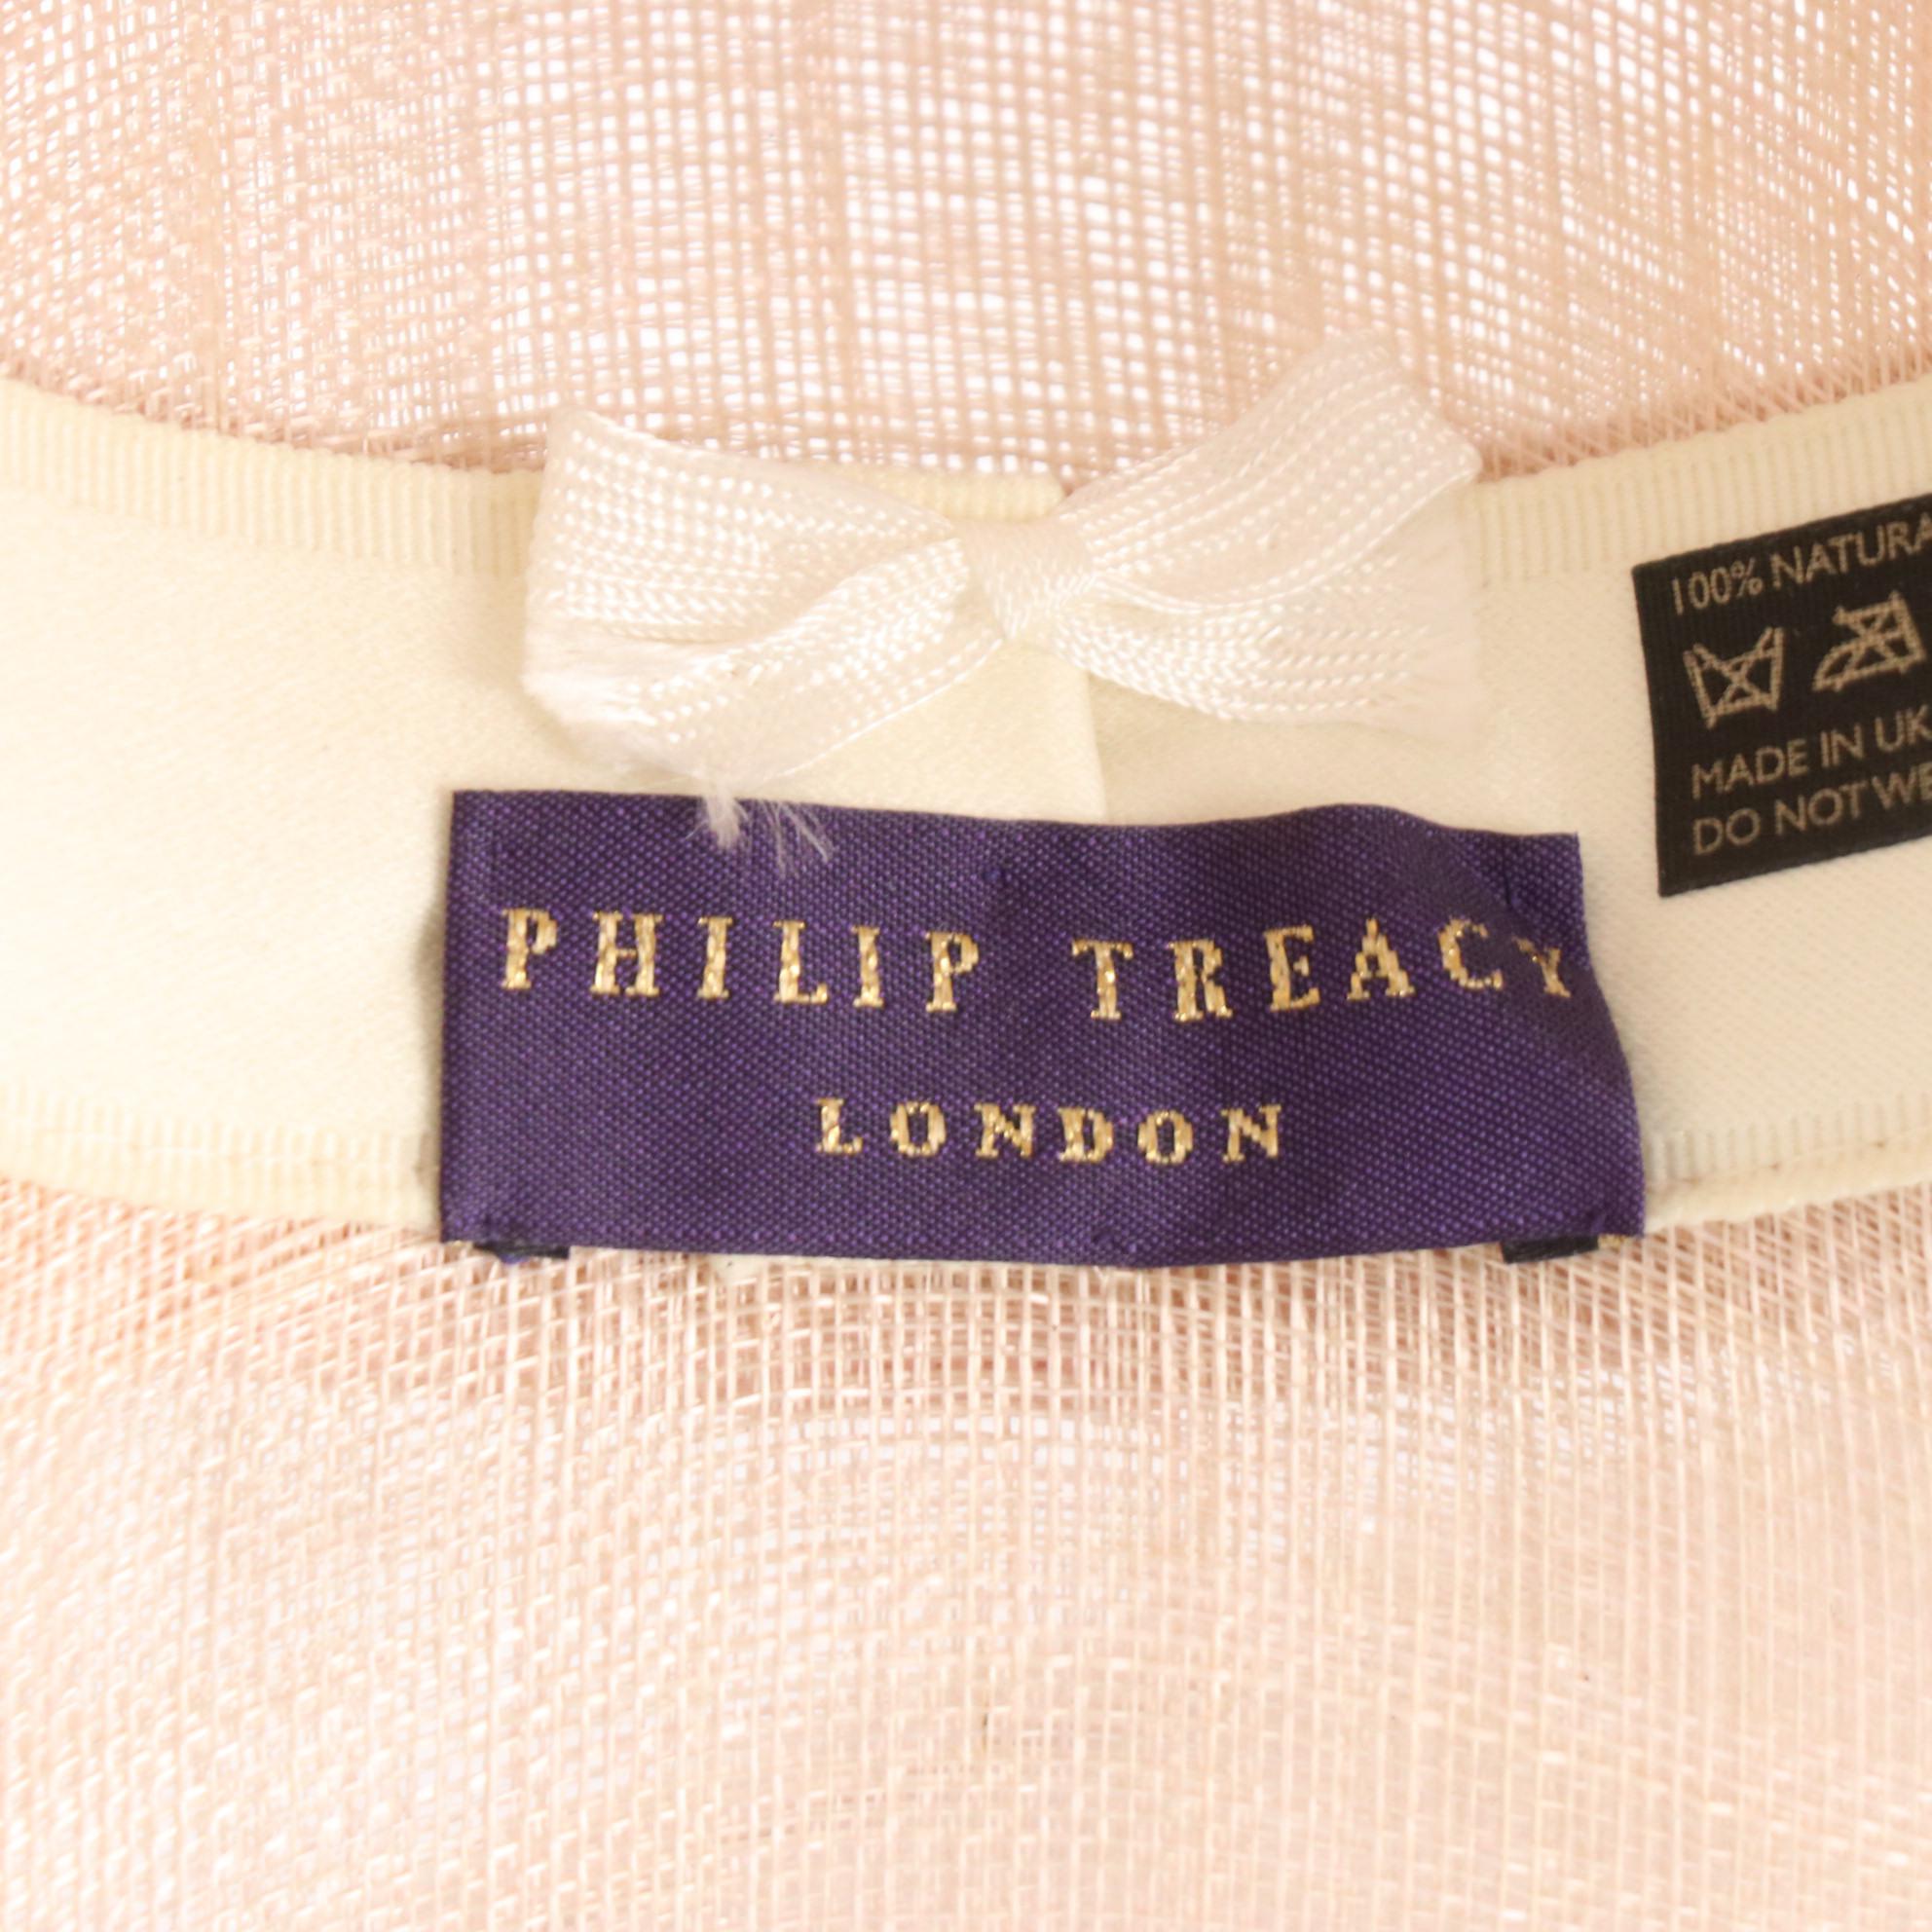 PHILIP TREACY
LONDON
100% NATURA
MADE IN UK
DO NOT WE